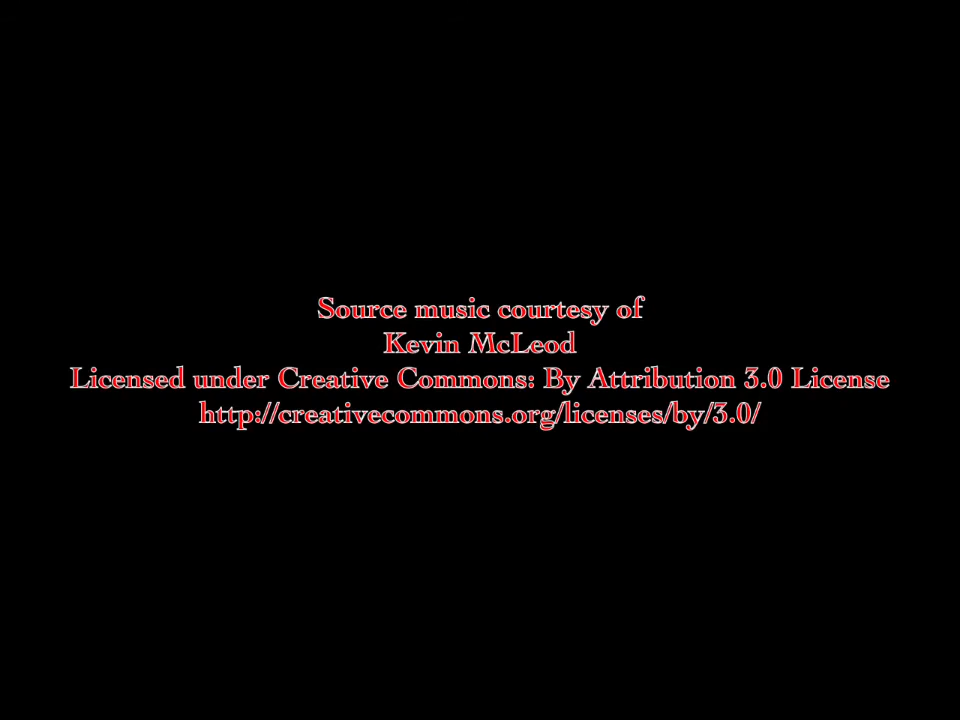 Source music courtesy of
Kevin McLeod
Licensed under Creative Commons: By Attribution 3.0 License
http://creativecommons.org/licenses/by/3.0/